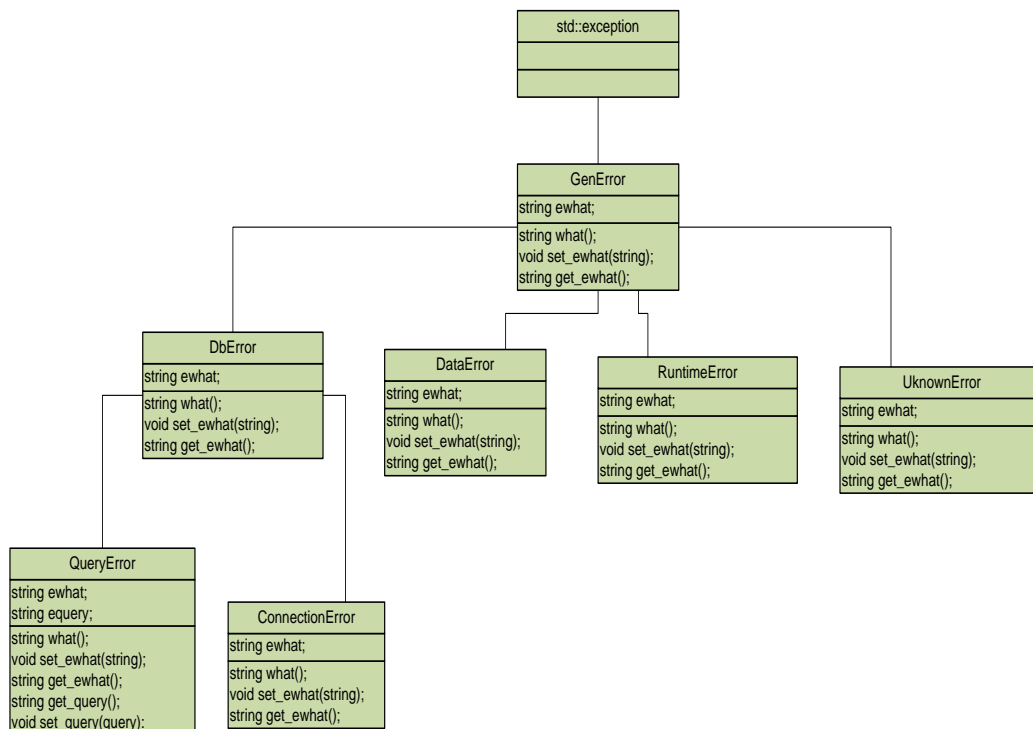 std::exception
GenError
string ewhat;
string what();
void set_ewhat(string);
string get_ewhat();
DbError
string ewhat;
string what();
void set_ewhat(string);
string get_ewhat();
DataError
string ewhat;
string what();
void set_ewhat(string);
string get_ewhat();
RuntimeError
string ewhat;
string what();
void set_ewhat(string);
string get_ewhat();
UknownError
string ewhat;
string what();
void set_ewhat(string);
string get_ewhat();
QueryError
string ewhat;
string equery;
string what();
void set_ewhat(string);
string get_ewhat();
string get_query();
void set_query(query);
ConnectionError
string ewhat;
string what();
void set_ewhat(string);
string get_ewhat();